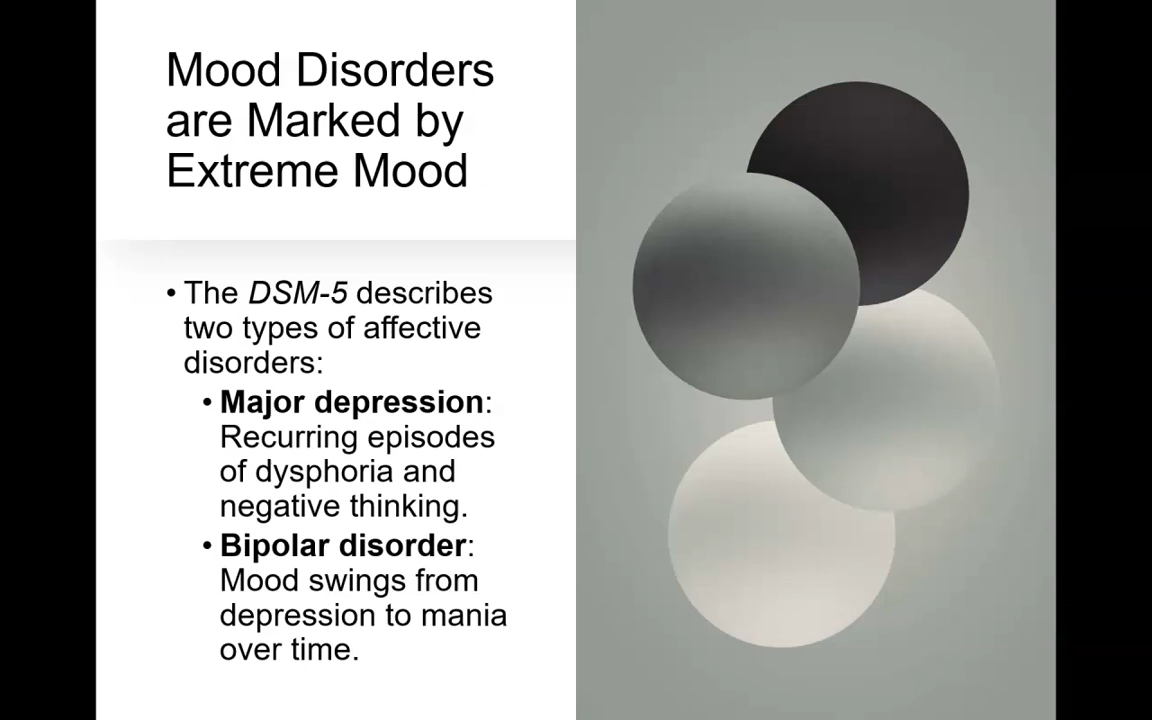 Mood Disorders
are Marked by
Extreme Mood
• The DSM-5 describes
two types of affective
disorders:
• Major depression:
Recurring episodes
of dysphoria and
negative thinking.
• Bipolar disorder:
Mood swings from
depression to mania
over time.